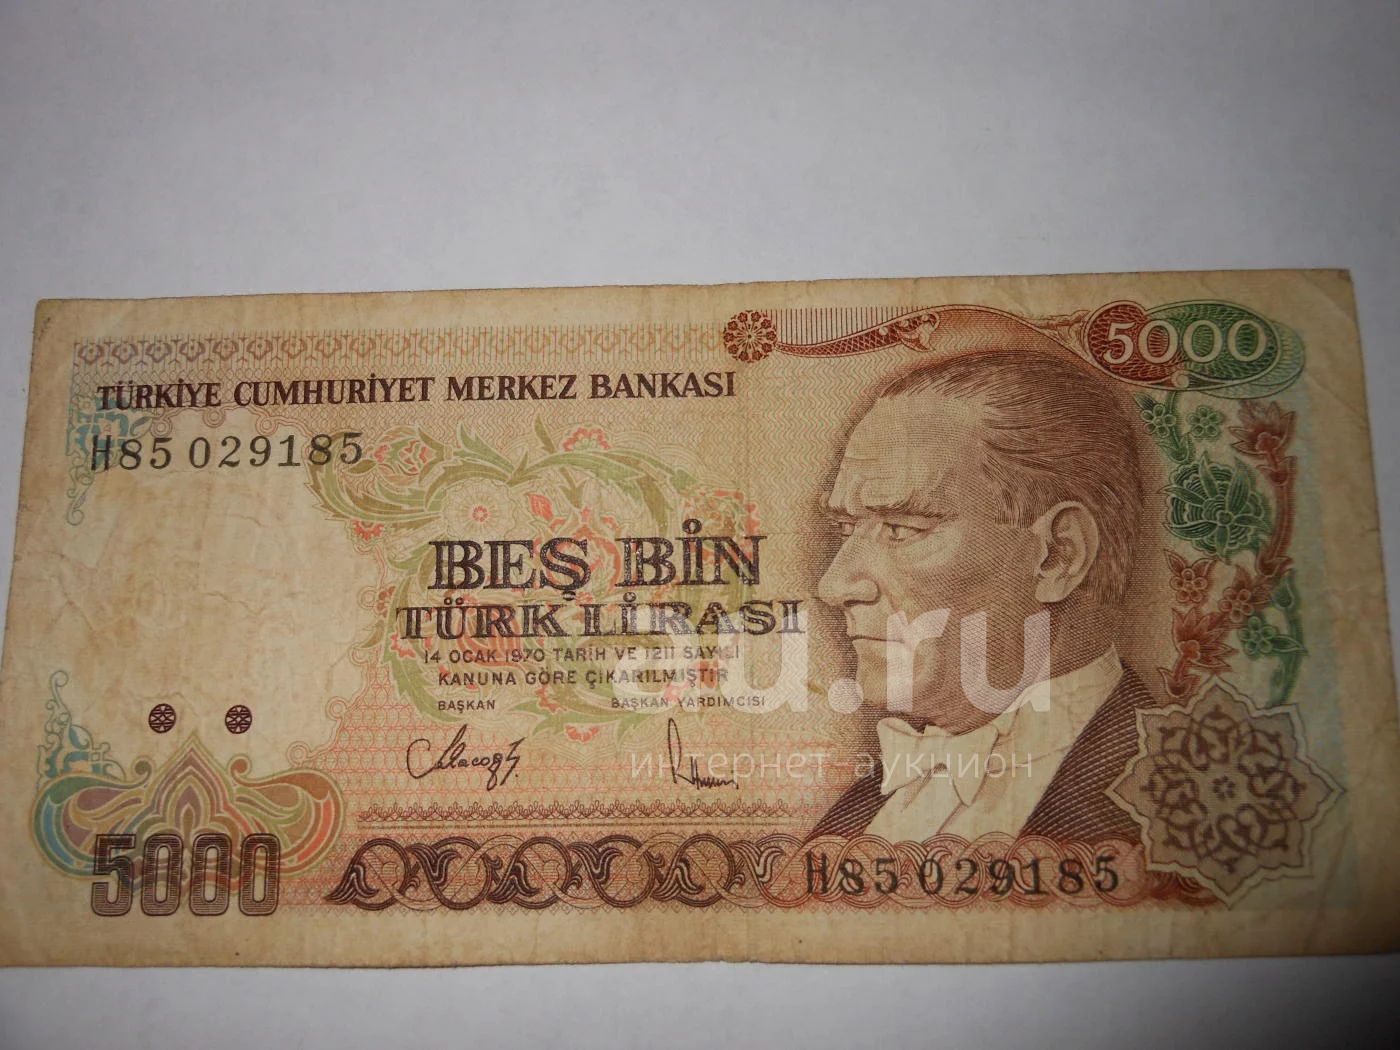 5000
TÜRKİYE CUMHURİYET MERKEZ BANKASI
H85 029185
BEŞ BİN
TÜRK LİRASI
14 OCAK 1970 TARİH VE 1211 SAYILI
KANUNA GÖRE ÇIKARILMIŞTIR
BAŞKAN BAŞKAN YARDIMCISI
au.ru
интернет-аукцион
5000
H85 029185